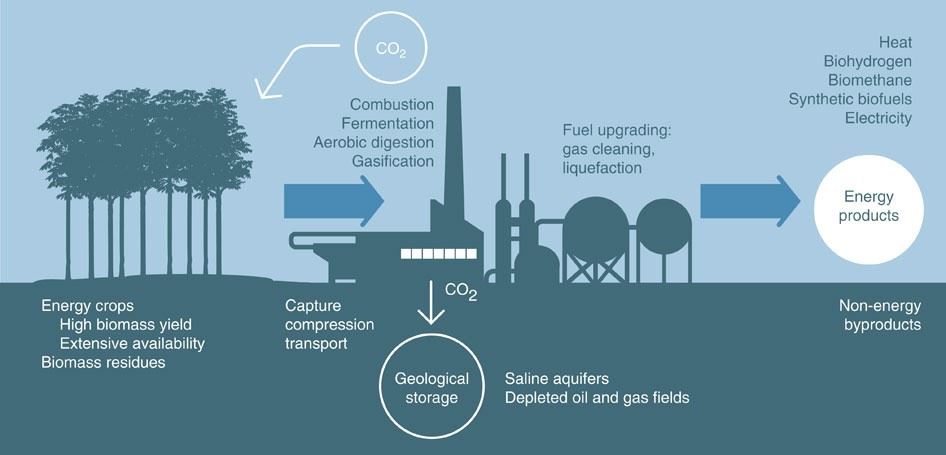 CO2
Combustion
Fermentation
Aerobic digestion
Gasification
Fuel upgrading:
gas cleaning,
liquefaction
Heat
Biohydrogen
Biomethane
Synthetic biofuels
Electricity
Energy
products
Energy crops
High biomass yield
Extensive availability
Biomass residues
Capture
compression
transport
CO2
Geological
storage
Saline aquifers
Depleted oil and gas fields
Non-energy
byproducts